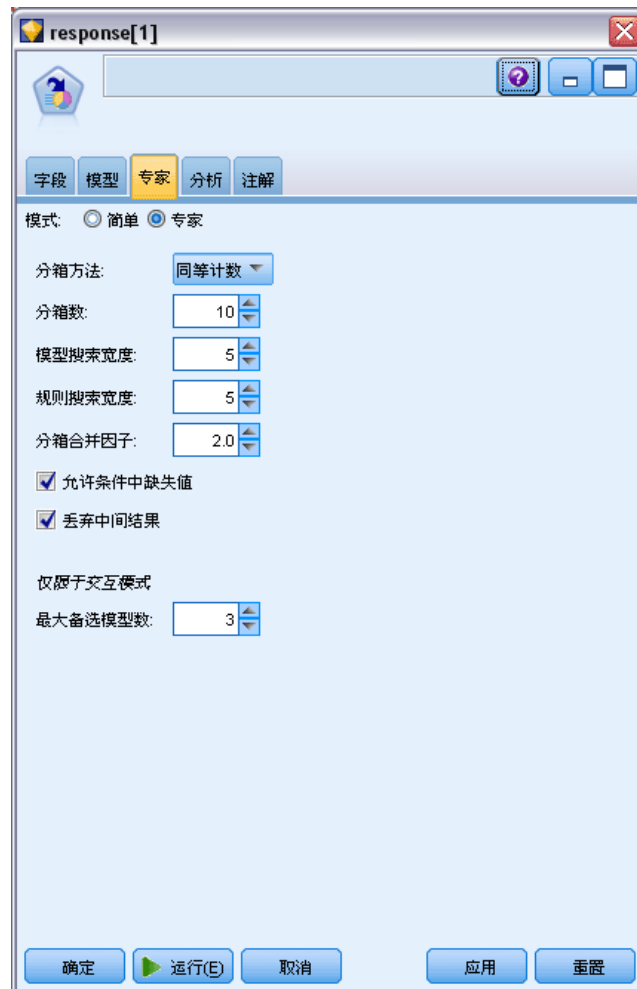 response[1]
字段 模型 专家 分析 注解
模式: 简单 专家
分箱方法: 同等计数
分箱数: 10
模型搜索宽度: 5
规则搜索宽度: 5
分箱合并因子: 2.0
允许条件中缺失值
丢弃中间结果
仅限于交互模式
最大备选模型数: 3
确定 运行(E) 取消 应用 重置